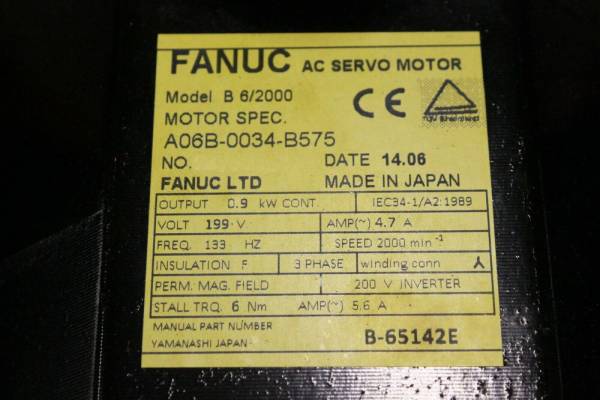 FANUC AC SERVO MOTOR
Model B 6/2000
MOTOR SPEC.
CE
A06B-0034-B575
NO. DATE 14.06
FANUC LTD MADE IN JAPAN
OUTPUT 0.9 kW CONT. IEC34-1/A2:1989
VOLT 199 V AMP(~) 4.7 A
FREQ. 133 HZ SPEED 2000 min⁻¹
INSULATION F 3 PHASE winding conn
PERM. MAG. FIELD 200 V INVERTER
STALL TRQ. 6 Nm AMP(~) 5.6 A
MANUAL PART NUMBER
YAMANASHI JAPAN B-65142E